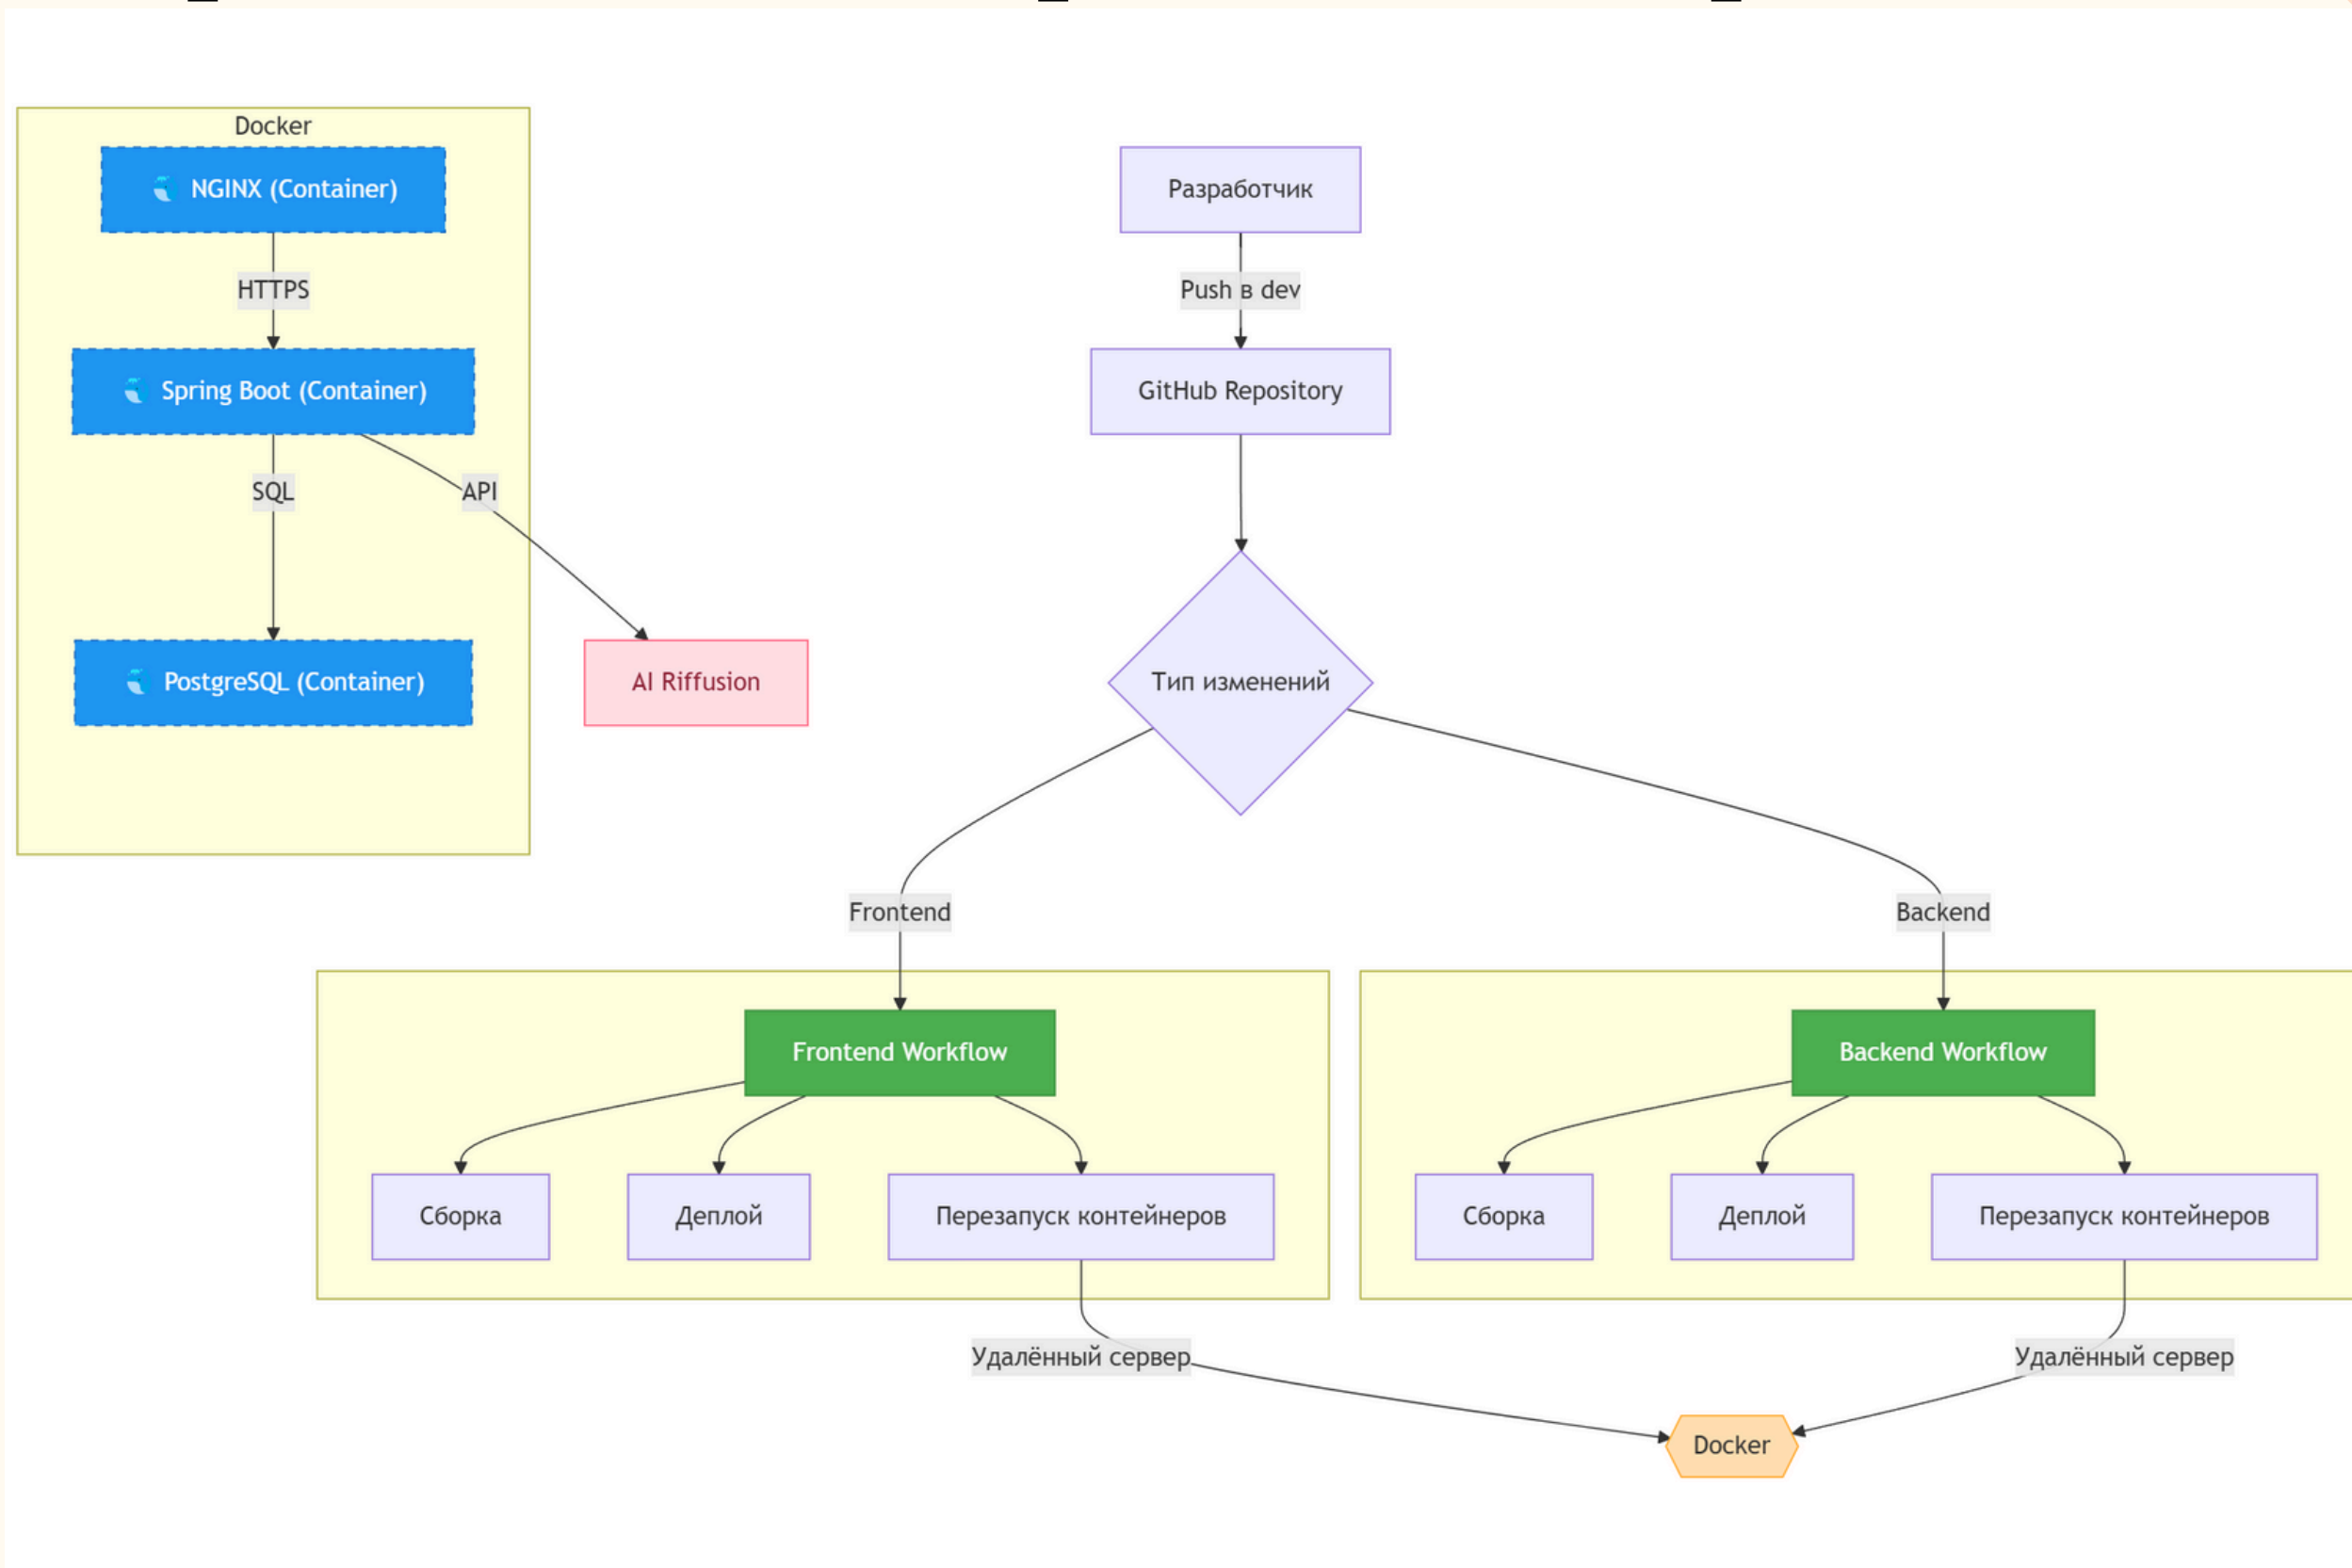 Docker
NGINX (Container)
HTTPS
Spring Boot (Container)
SQL
API
PostgreSQL (Container)
AI Riffusion
Разработчик
Push в dev
GitHub Repository
Тип изменений
Frontend
Backend
Frontend Workflow
Сборка
Деплой
Перезапуск контейнеров
Backend Workflow
Сборка
Деплой
Перезапуск контейнеров
Удалённый сервер
Удалённый сервер
Docker